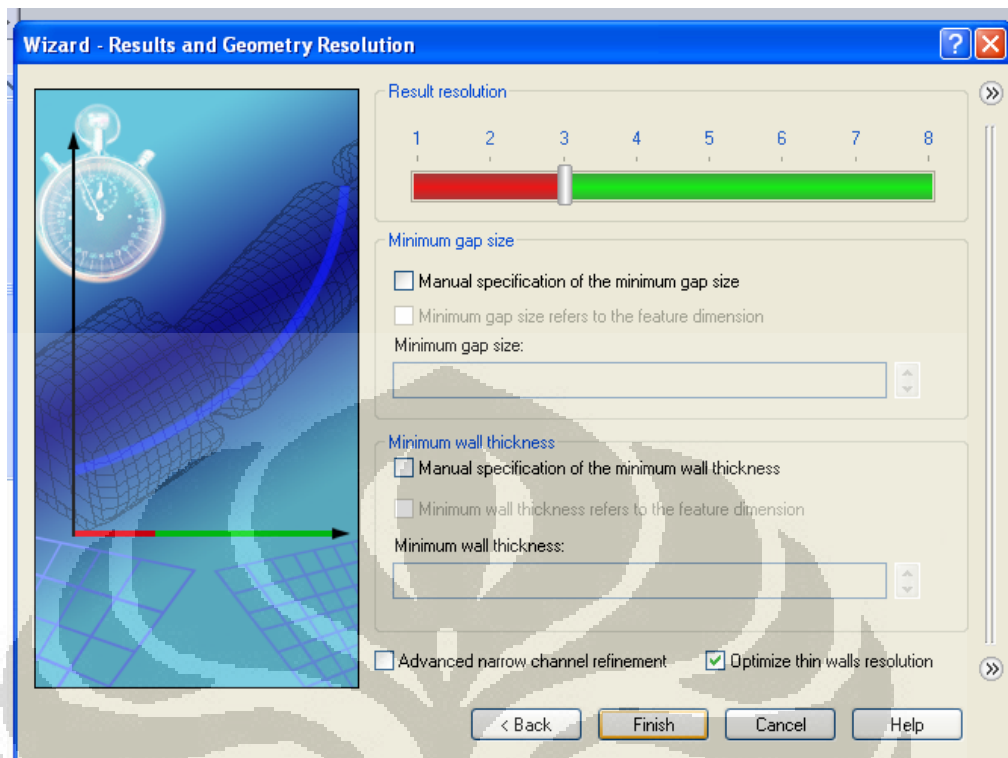 Wizard - Results and Geometry Resolution
Result resolution
1 2 3 4 5 6 7 8
Minimum gap size
Manual specification of the minimum gap size
Minimum gap size refers to the feature dimension
Minimum gap size:
Minimum wall thickness
Manual specification of the minimum wall thickness
Minimum wall thickness refers to the feature dimension
Minimum wall thickness:
Advanced narrow channel refinement Optimize thin walls resolution
< Back Finish Cancel Help